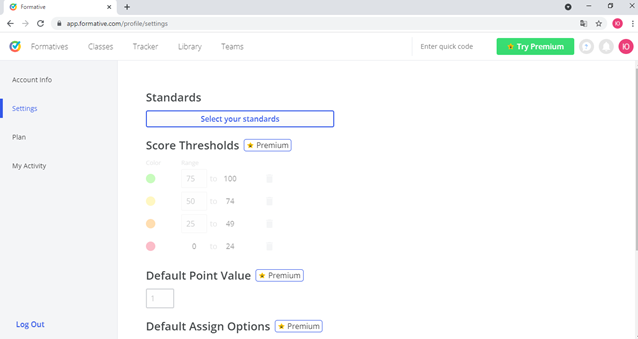 Formative
app.formative.com/profile/settings
Ю
Formatives Classes Tracker Library Teams Enter quick code Try Premium ? Ю
Account Info
Settings
Plan
My Activity
Log Out
Standards
Select your standards
Score Thresholds Premium
Color Range
75 to 100
50 to 74
25 to 49
0 to 24
Default Point Value Premium
Default Assign Options Premium